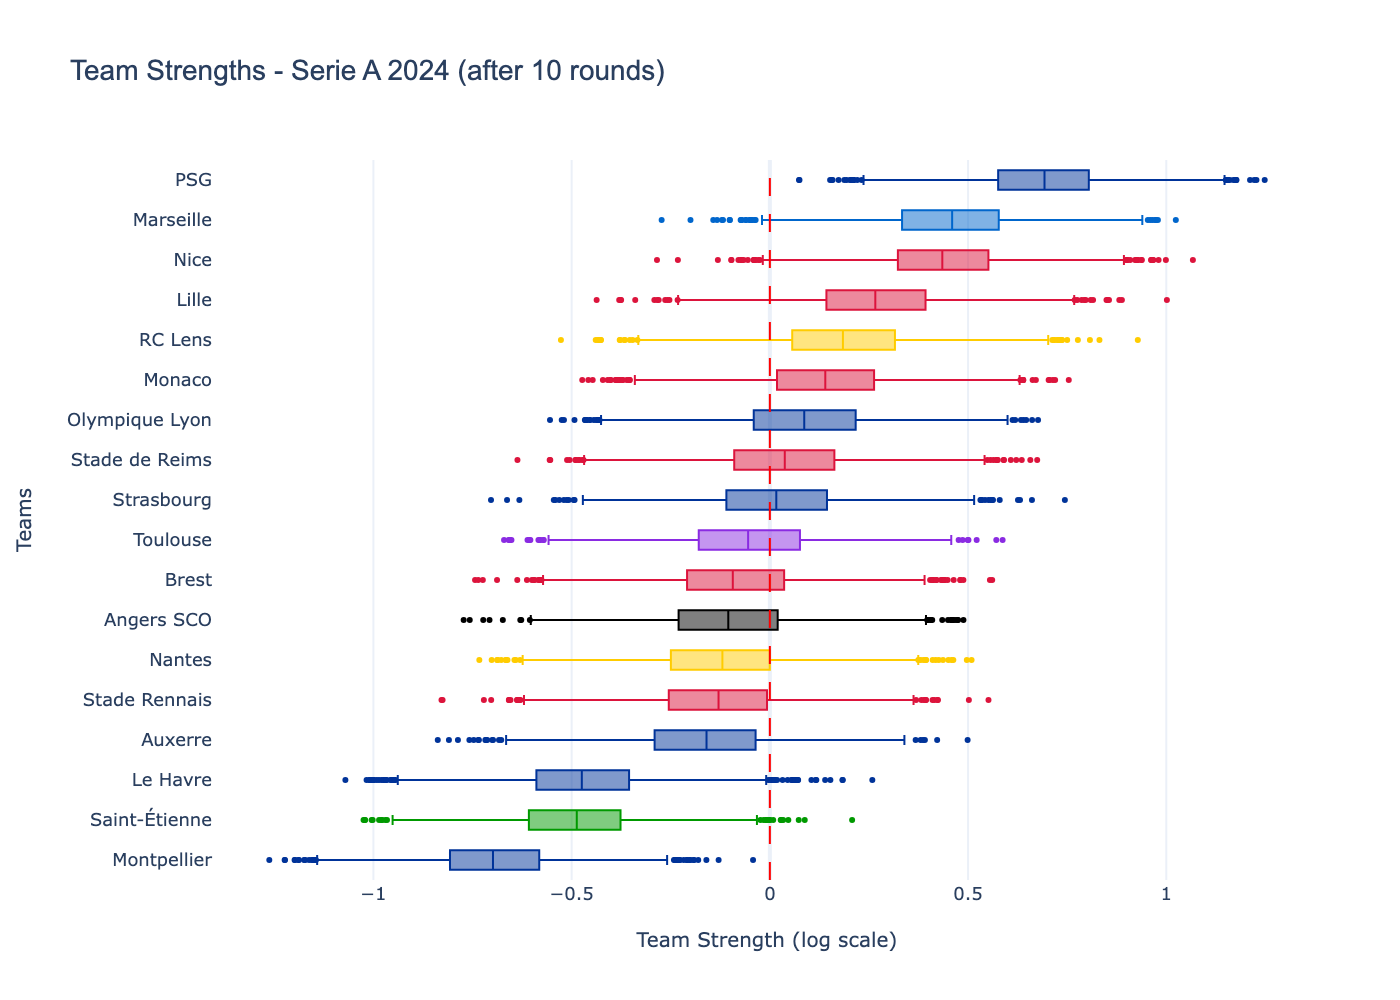 Team Strengths - Serie A 2024 (after 10 rounds)
PSG
Marseille
Nice
Lille
RC Lens
Monaco
Olympique Lyon
Stade de Reims
Strasbourg
Toulouse
Brest
Angers SCO
Nantes
Stade Rennais
Auxerre
Le Havre
Saint-Étienne
Montpellier
Teams
−1
−0.5
0
0.5
1
Team Strength (log scale)